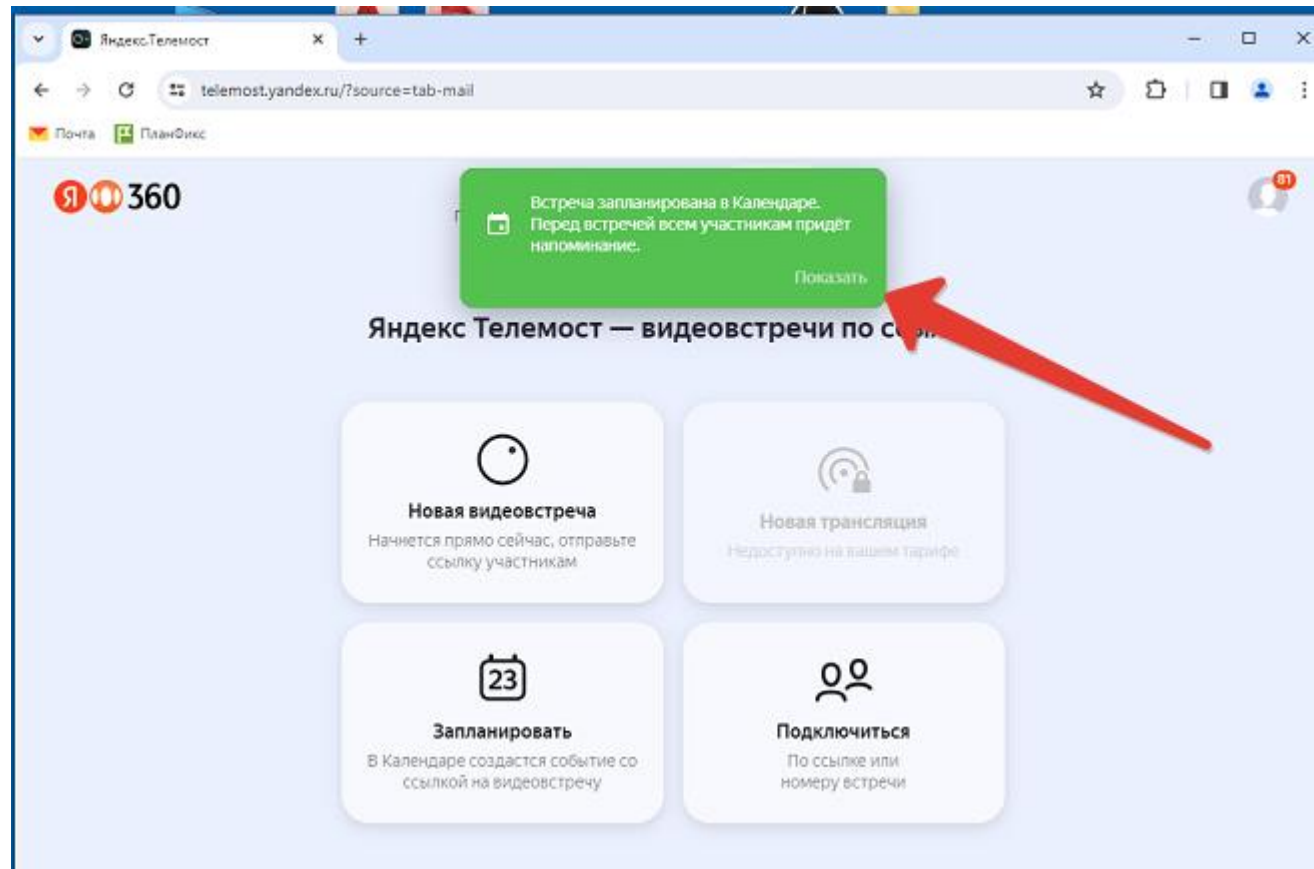 Яндекс.Телемост
telemost.yandex.ru/?source=tab-mail
Почта ПланФикс
Я 360
81
Встреча запланирована в Календаре.
Перед встречей всем участникам придёт
напоминание.
Показать
Яндекс Телемост — видеовстречи по
Новая видеовстреча
Начнется прямо сейчас, отправьте
ссылку участникам
Новая трансляция
Недоступно на вашем тарифе
23
Запланировать
В Календаре создастся событие со
ссылкой на видеовстречу
Подключиться
По ссылке или
номеру встречи